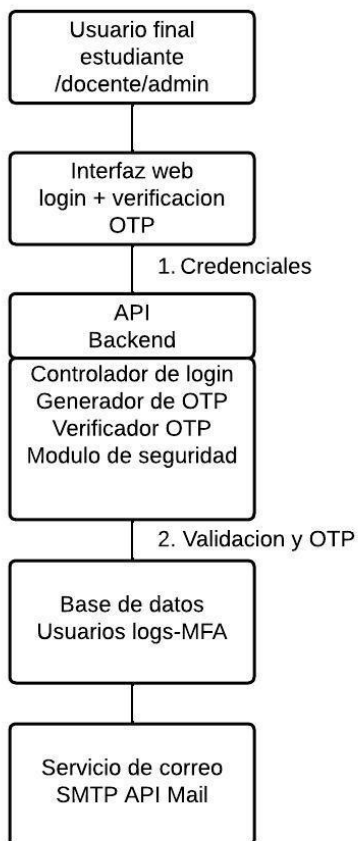 Usuario final
estudiante
/docente/admin
Interfaz web
login + verificacion
OTP
1. Credenciales
API
Backend
Controlador de login
Generador de OTP
Verificador OTP
Modulo de seguridad
2. Validacion y OTP
Base de datos
Usuarios logs-MFA
Servicio de correo
SMTP API Mail